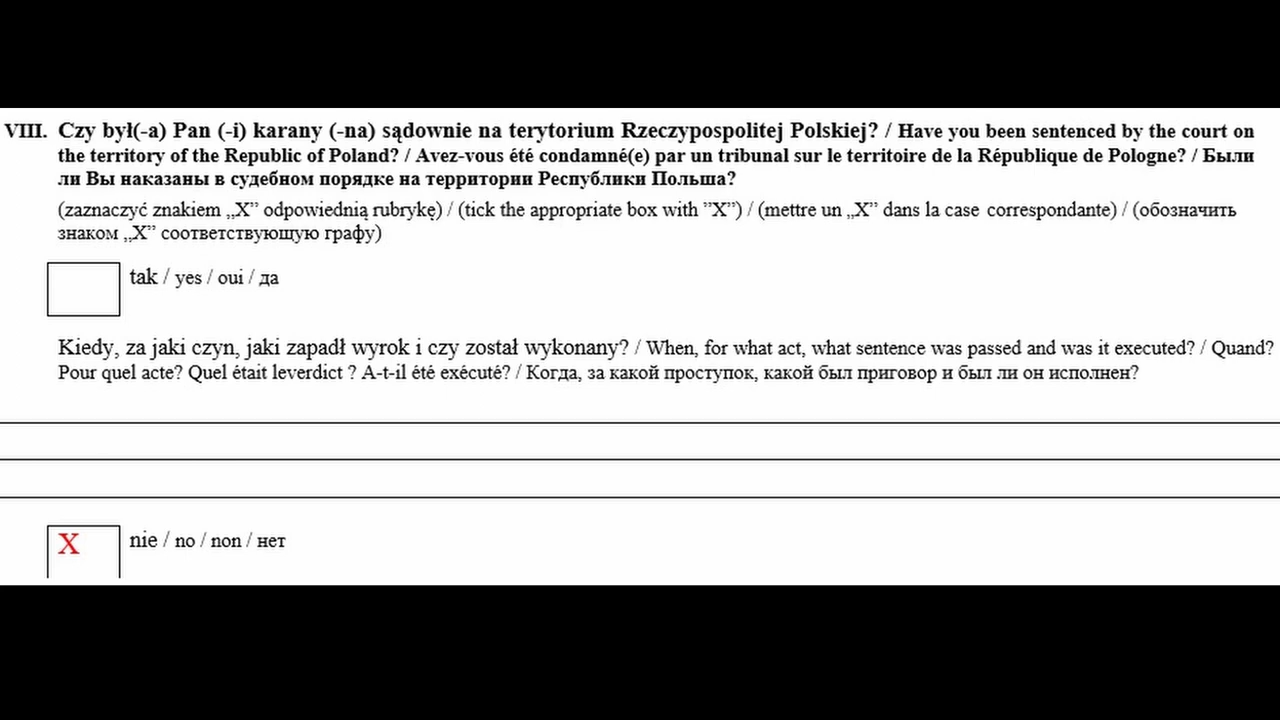 VIII. Czy był(-a) Pan (-i) karany (-na) sądownie na terytorium Rzeczypospolitej Polskiej? / Have you been sentenced by the court on
the territory of the Republic of Poland? / Avez-vous été condamné(e) par un tribunal sur le territoire de la République de Pologne? / Были
ли Вы наказаны в судебном порядке на территории Республики Польша?
(zaznaczyć znakiem „X” odpowiednią rubrykę) / (tick the appropriate box with ”X”) / (mettre un „X” dans la case correspondante) / (обозначить
знаком „X” соответствующую графу)
tak / yes / oui / да
Kiedy, za jaki czyn, jaki zapadł wyrok i czy został wykonany? / When, for what act, what sentence was passed and was it executed? / Quand?
Pour quel acte? Quel était leverdict ? A-t-il été exécuté? / Когда, за какой проступок, какой был приговор и был ли он исполнен?
X nie / no / non / нет